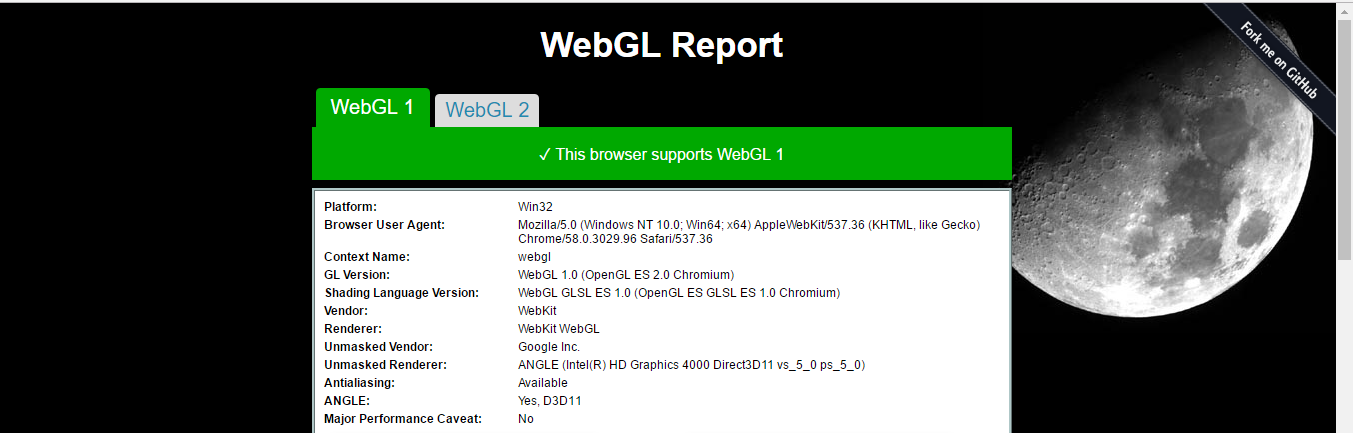 WebGL Report
Fork me on GitHub
WebGL 1
WebGL 2
✓ This browser supports WebGL 1
Platform: Win32
Browser User Agent: Mozilla/5.0 (Windows NT 10.0; Win64; x64) AppleWebKit/537.36 (KHTML, like Gecko)
Chrome/58.0.3029.96 Safari/537.36
Context Name: webgl
GL Version: WebGL 1.0 (OpenGL ES 2.0 Chromium)
Shading Language Version: WebGL GLSL ES 1.0 (OpenGL ES GLSL ES 1.0 Chromium)
Vendor: WebKit
Renderer: WebKit WebGL
Unmasked Vendor: Google Inc.
Unmasked Renderer: ANGLE (Intel(R) HD Graphics 4000 Direct3D11 vs_5_0 ps_5_0)
Antialiasing: Available
ANGLE: Yes, D3D11
Major Performance Caveat: No